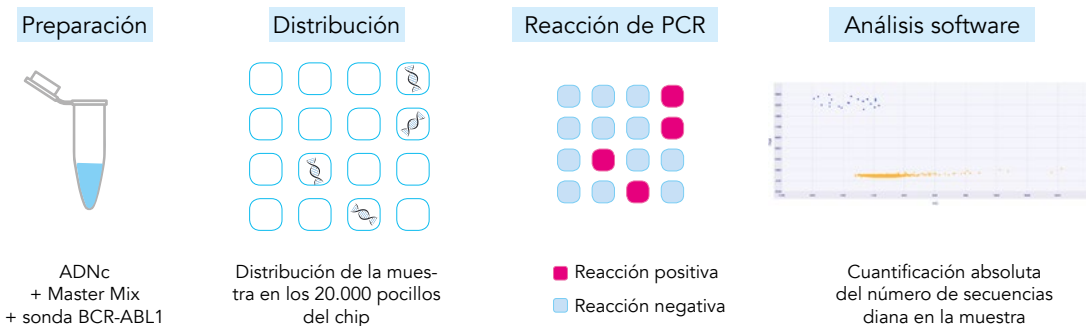 Preparación
Distribución
Reacción de PCR
Análisis software
ADNc
+ Master Mix
+ sonda BCR-ABL1
Distribución de la mues-
tra en los 20.000 pocillos
del chip
Reacción positiva
Reacción negativa
Cuantificación absoluta
del número de secuencias
diana en la muestra